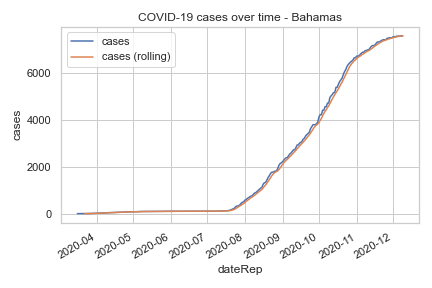 COVID-19 cases over time - Bahamas
cases
cases (rolling)
6000
4000
2000
0
cases
2020-04
2020-05
2020-06
2020-07
2020-08
2020-09
2020-10
2020-11
2020-12
dateRep